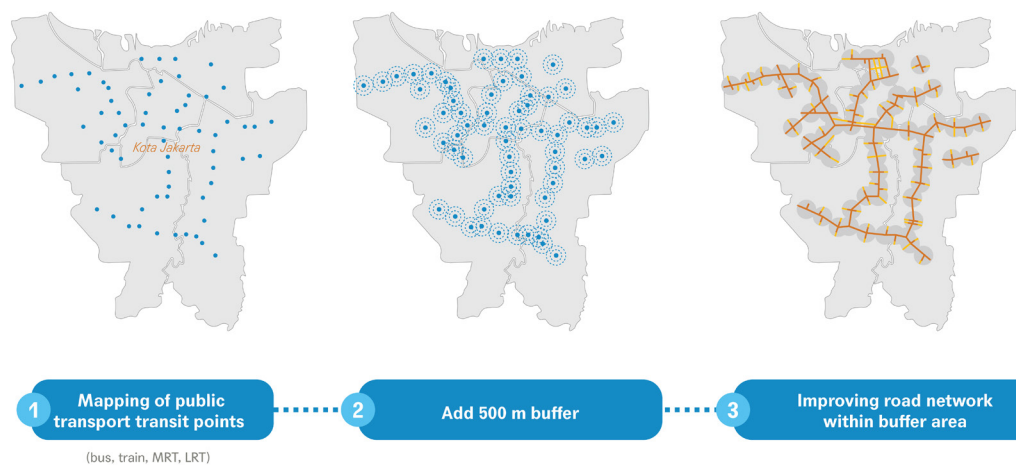 Kota Jakarta
1
Mapping of public
transport transit points
(bus, train, MRT, LRT)
2
Add 500 m buffer
3
Improving road network
within buffer area